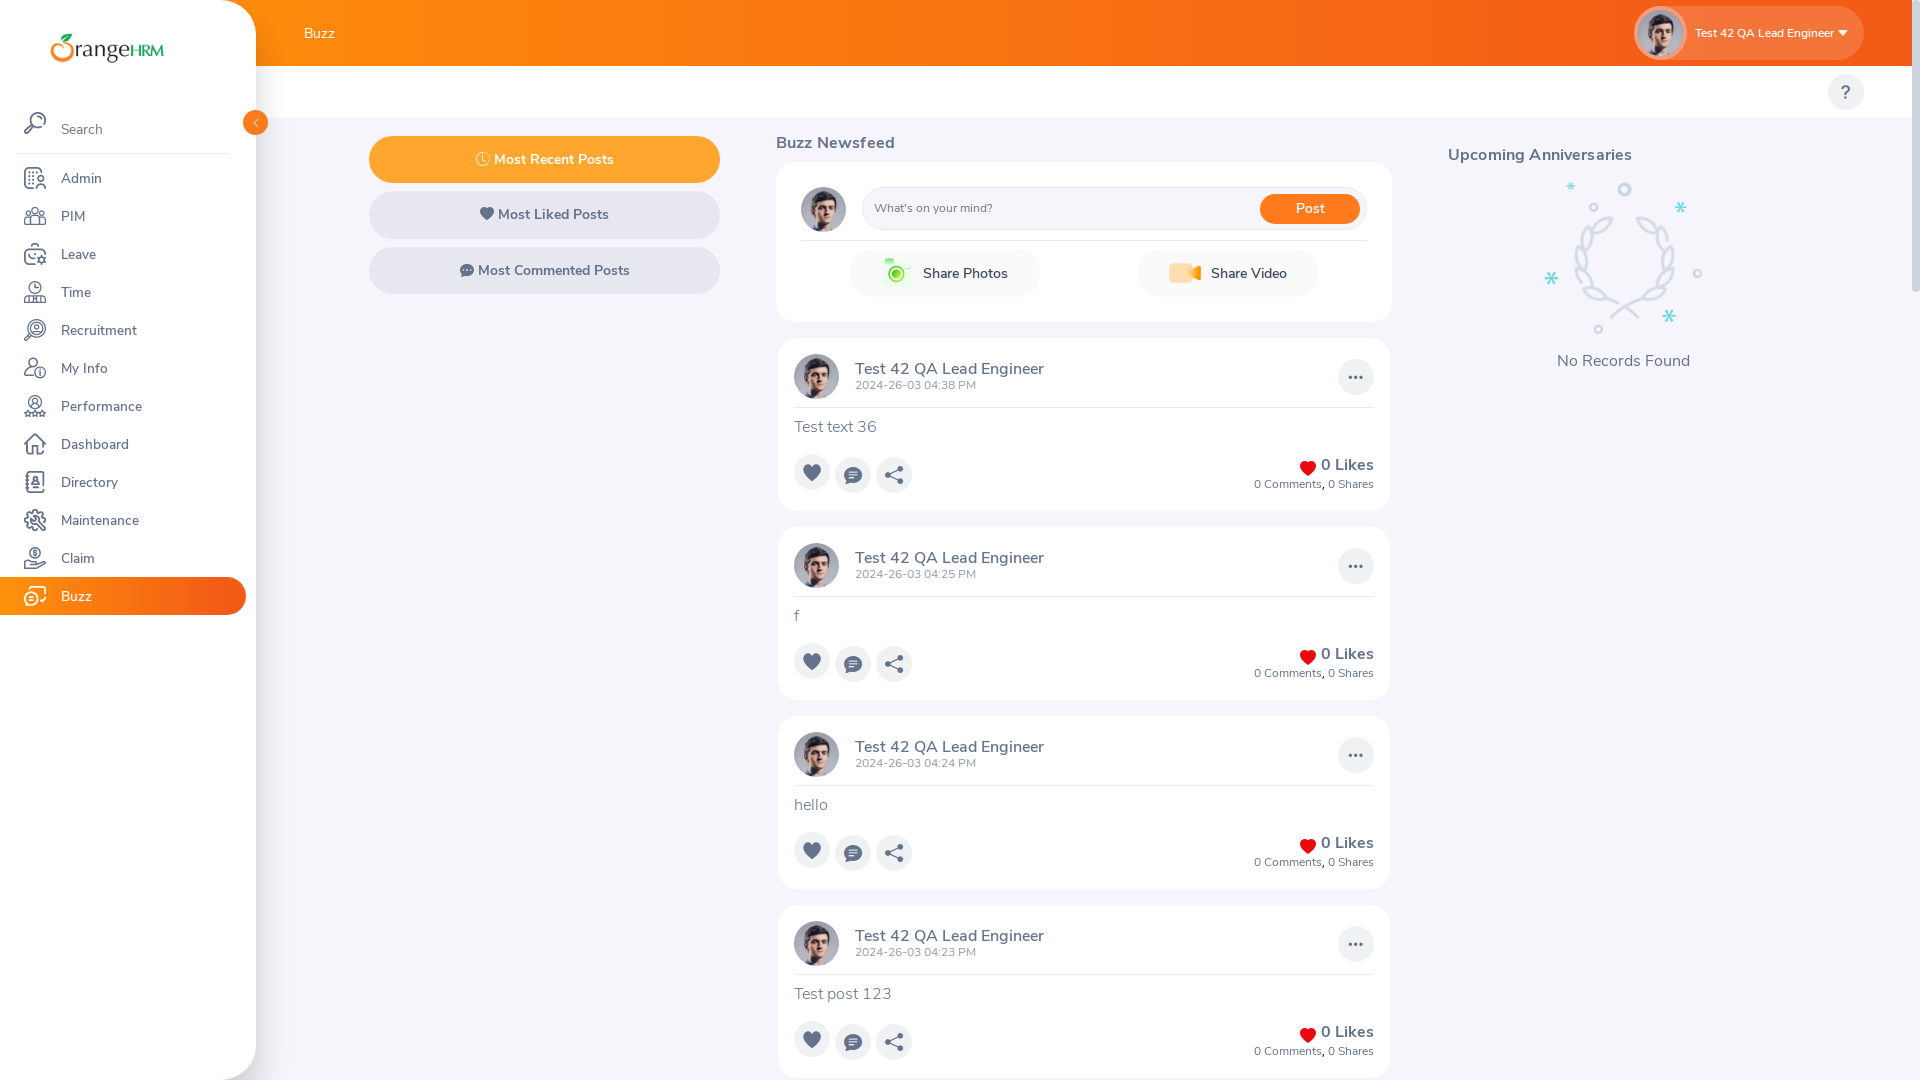 OrangeHRM
Search
Admin
PIM
Leave
Time
Recruitment
My Info
Performance
Dashboard
Directory
Maintenance
Claim
Buzz
Buzz
Test 42 QA Lead Engineer
?
Most Recent Posts
Most Liked Posts
Most Commented Posts
Buzz Newsfeed
What's on your mind?
Post
Share Photos
Share Video
Test 42 QA Lead Engineer
2024-26-03 04:38 PM
Test text 36
0 Likes
0 Comments, 0 Shares
Test 42 QA Lead Engineer
2024-26-03 04:25 PM
f
0 Likes
0 Comments, 0 Shares
Test 42 QA Lead Engineer
2024-26-03 04:24 PM
hello
0 Likes
0 Comments, 0 Shares
Test 42 QA Lead Engineer
2024-26-03 04:23 PM
Test post 123
0 Likes
0 Comments, 0 Shares
Upcoming Anniversaries
No Records Found